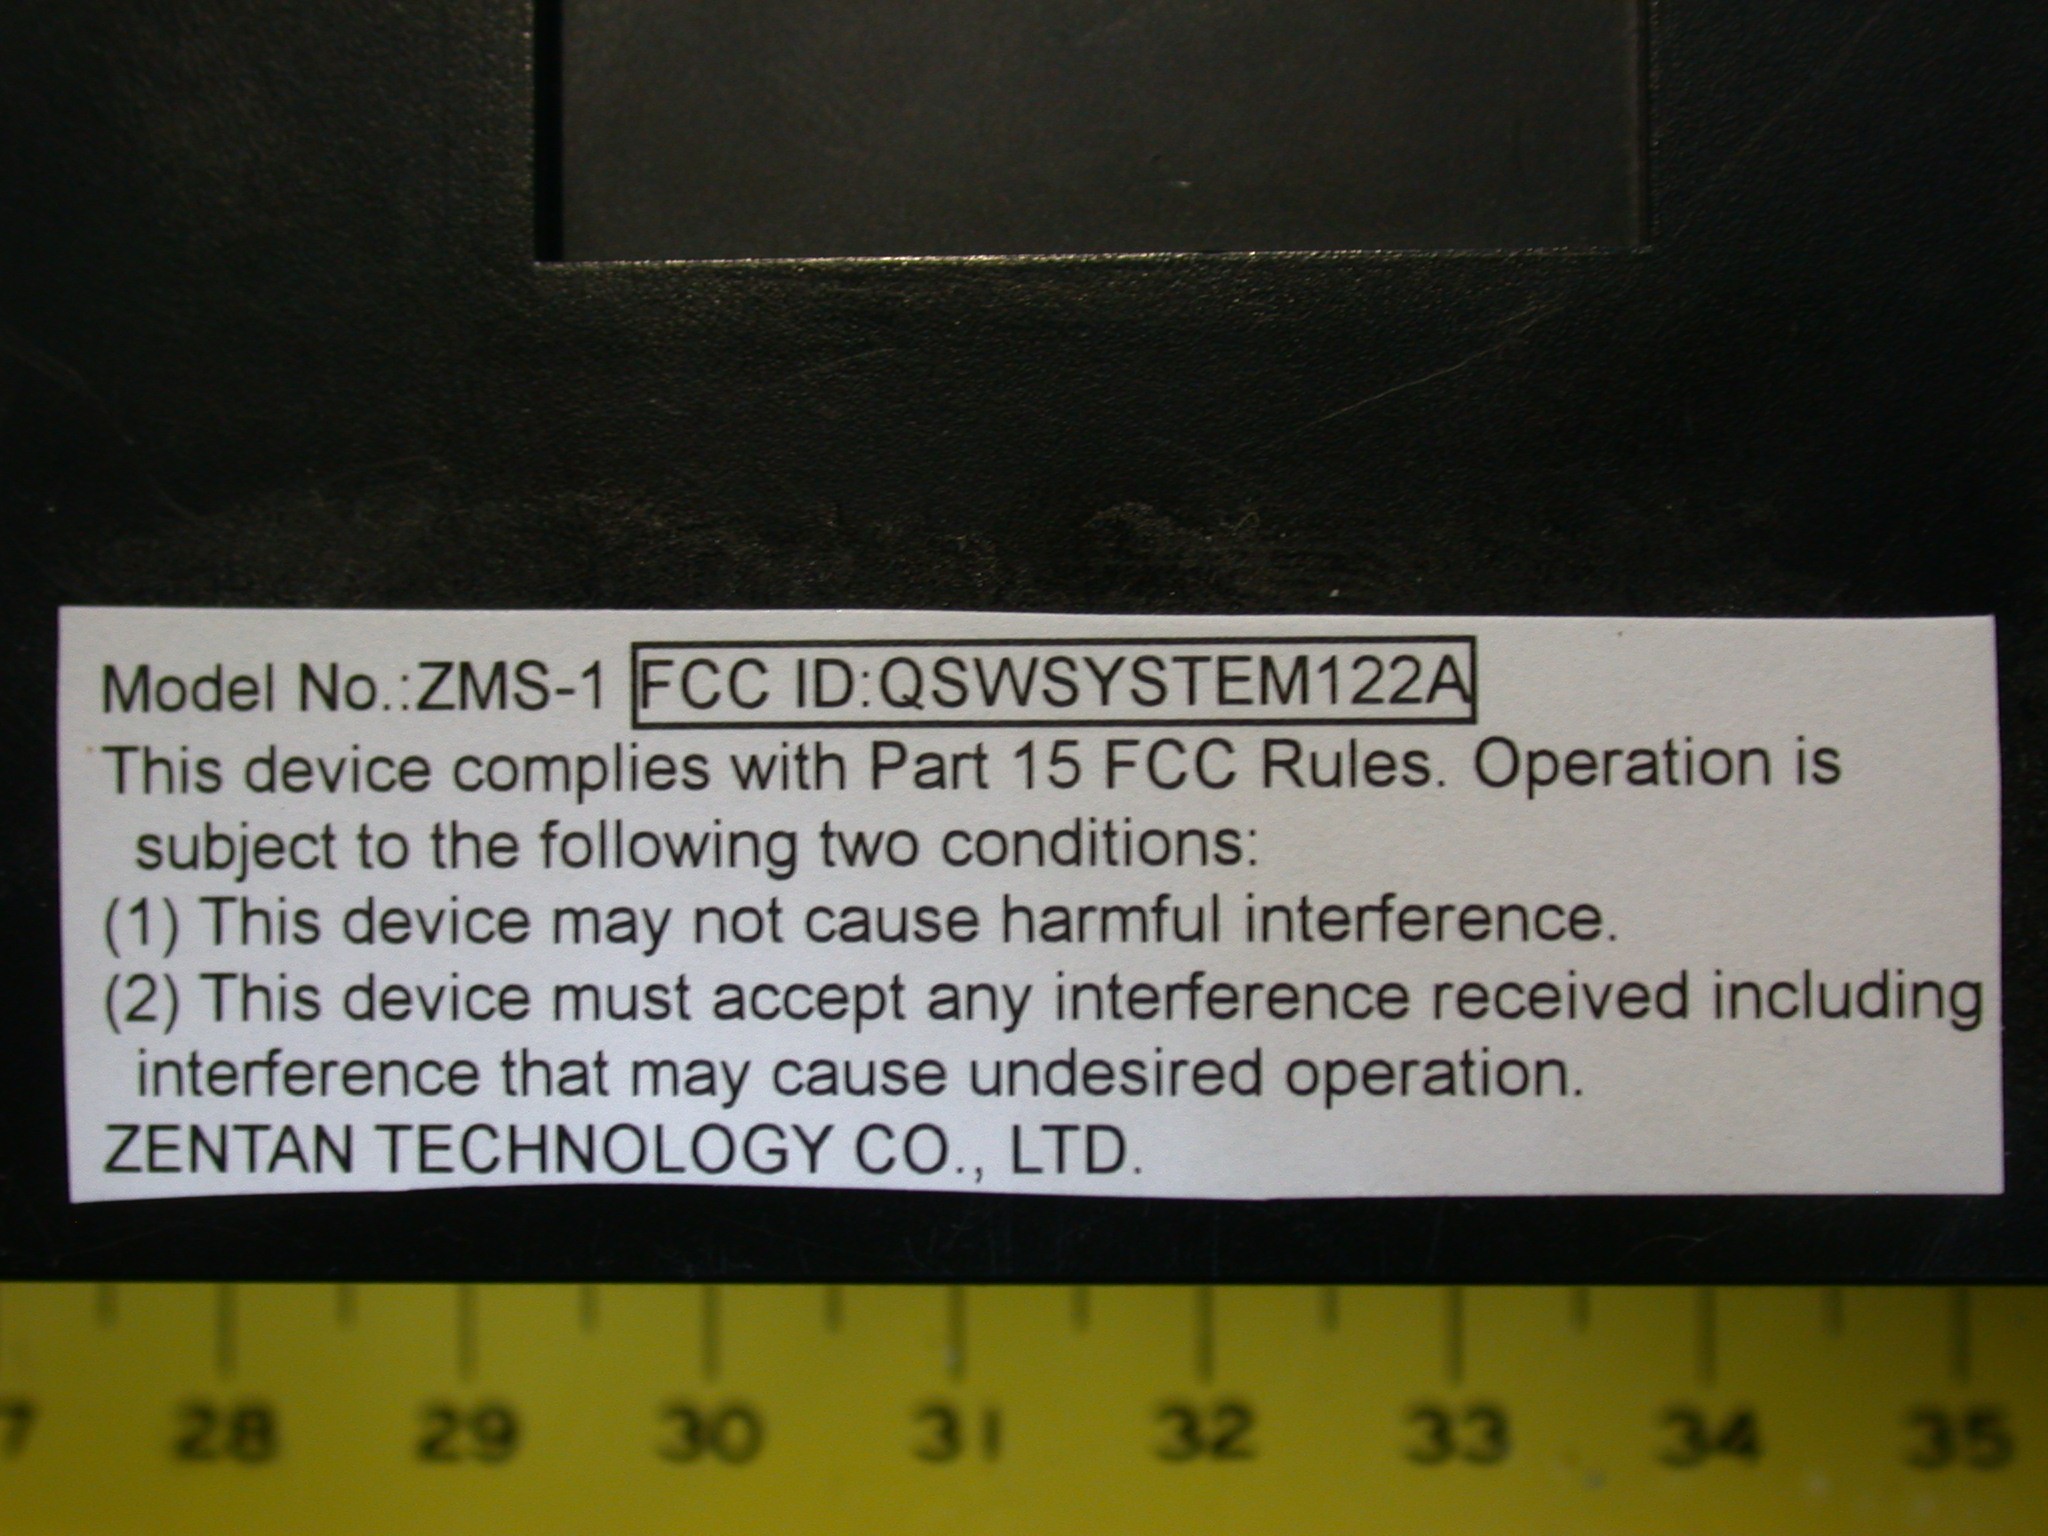 Model No.:ZMS-1 FCC ID:QSWSYSTEM122A
This device complies with Part 15 FCC Rules. Operation is
subject to the following two conditions:
(1) This device may not cause harmful interference.
(2) This device must accept any interference received including
interference that may cause undesired operation.
ZENTAN TECHNOLOGY CO., LTD.
7 28 29 30 31 32 33 34 35